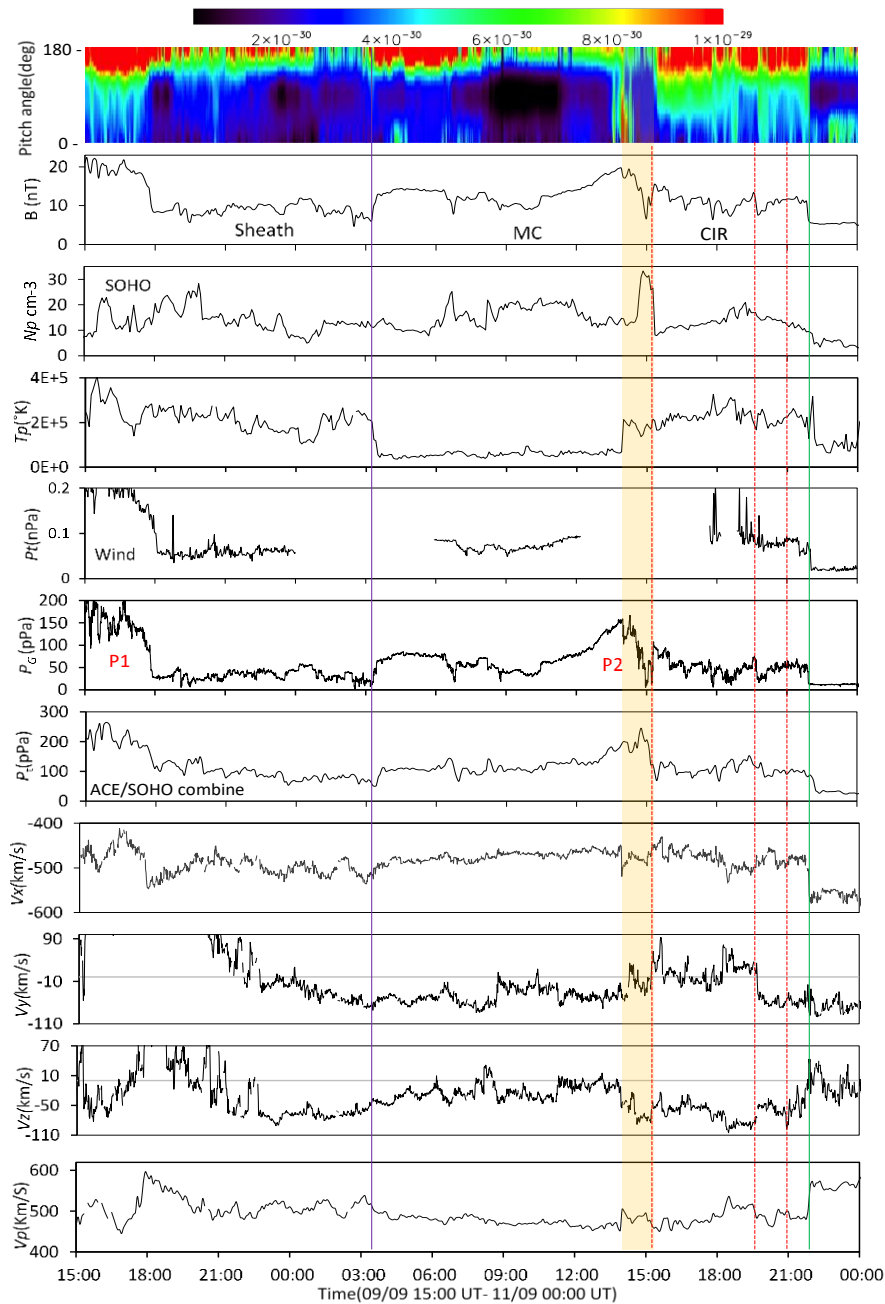 2×10⁻³⁰ 4×10⁻³⁰ 6×10⁻³⁰ 8×10⁻³⁰ 1×10⁻²⁹
Pitch angle(deg)
180 -
0 -
B (nT)
20
10
0
Sheath MC CIR
Np cm-3
30
20
10
0
SOHO
Tp(°K)
4E+5
2E+5
0E+0
Pt(nPa)
0.2
0.1
0
Wind
P_G (pPa)
200
150
100
50
0
P1 P2
P_t(pPa)
300
200
100
0
ACE/SOHO combine
Vx(km/s)
-400
-500
-600
Vy(km/s)
90
-10
-110
Vz(km/s)
70
10
-50
-110
Vp(Km/S)
600
500
400
15:00 18:00 21:00 00:00 03:00 06:00 09:00 12:00 15:00 18:00 21:00 00:00
Time(09/09 15:00 UT- 11/09 00:00 UT)